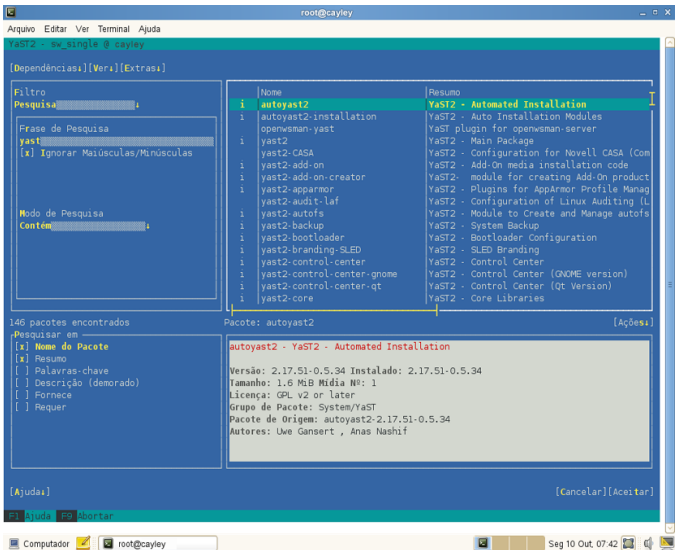 root@cayley
Arquivo Editar Ver Terminal Ajuda
YaST2 - sw_single @ cayley
[Dependências↓][Ver↓][Extras↓]
Filtro
Pesquisa
Frase de Pesquisa
yast
[x] Ignorar Maiúsculas/Minúsculas
Modo de Pesquisa
Contém
Nome Resumo
i autoyast2 YaST2 - Automated Installation
i autoyast2-installation YaST2 - Auto Installation Modules
openwsman-yast YaST plugin for openwsman-server
i yast2 YaST2 - Main Package
yast2-CASA YaST2 - Configuration for Novell CASA (Com
i yast2-add-on YaST2 - Add-On media installation code
i yast2-add-on-creator YaST2- module for creating Add-On product
i yast2-apparmor YaST2 - Plugins for AppArmor Profile Manag
yast2-audit-laf YaST2 - Configuration of Linux Auditing (L
i yast2-autofs YaST2 - Module to Create and Manage autofs
i yast2-backup YaST2 - System Backup
i yast2-bootloader YaST2 - Bootloader Configuration
i yast2-branding-SLED YaST2 - SLED Branding
i yast2-control-center YaST2 - Control Center
i yast2-control-center-gnome YaST2 - Control Center (GNOME version)
i yast2-control-center-qt YaST2 - Control Center (Qt Version)
i yast2-core YaST2 - Core Libraries
146 pacotes encontrados
Pacote: autoyast2 [Ações↓]
Pesquisar em
[x] Nome do Pacote
[x] Resumo
[ ] Palavras-chave
[ ] Descrição (demorado)
[ ] Fornece
[ ] Requer
autoyast2 - YaST2 - Automated Installation
Versão: 2.17.51-0.5.34 Instalado: 2.17.51-0.5.34
Tamanho: 1.6 MiB Mídia Nº: 1
Licença: GPL v2 or later
Grupo de Pacote: System/YaST
Pacote de Origem: autoyast2-2.17.51-0.5.34
Autores: Uwe Gansert , Anas Nashif
[Ajuda↓] [Cancelar][Aceitar]
F1 Ajuda F9 Abortar
Computador root@cayley Seg 10 Out, 07:42